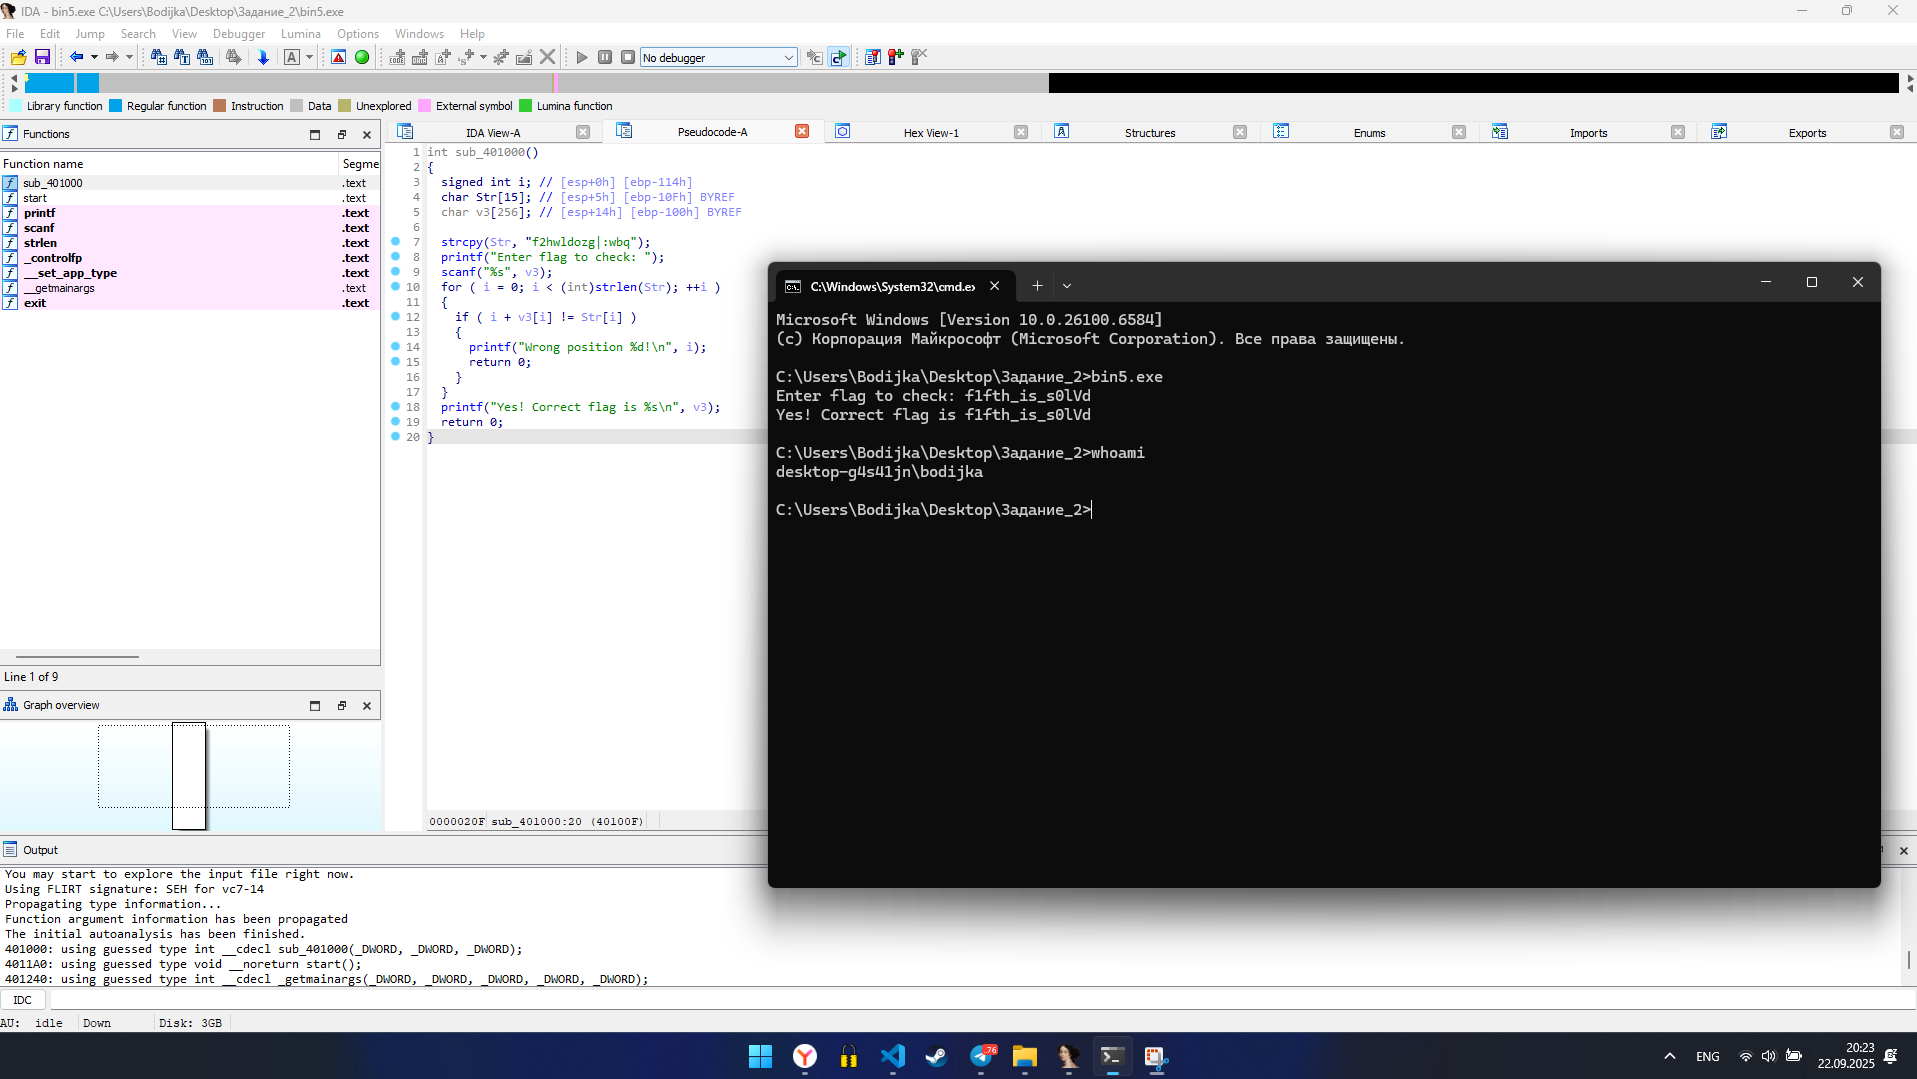 IDA - bin5.exe C:\Users\Bodijka\Desktop\Задание_2\bin5.exe
File Edit Jump Search View Debugger Lumina Options Windows Help
No debugger
Library function Regular function Instruction Data Unexplored External symbol Lumina function
Functions
IDA View-A Pseudocode-A Hex View-1 Structures Enums Imports Exports
Function name Segme
sub_401000 .text
start .text
printf .text
scanf .text
strlen .text
_controlfp .text
__set_app_type .text
__getmainargs .text
exit .text
Line 1 of 9
Graph overview
1 int sub_401000()
2 {
3 signed int i; // [esp+0h] [ebp-114h]
4 char Str[15]; // [esp+5h] [ebp-10Fh] BYREF
5 char v3[256]; // [esp+14h] [ebp-100h] BYREF
6
7 strcpy(Str, "f2hwldozg|:wbq");
8 printf("Enter flag to check: ");
9 scanf("%s", v3);
10 for ( i = 0; i < (int)strlen(Str); ++i )
11 {
12 if ( i + v3[i] != Str[i] )
13 {
14 printf("Wrong position %d!\n", i);
15 return 0;
16 }
17 }
18 printf("Yes! Correct flag is %s\n", v3);
19 return 0;
20 }
0000020F sub_401000:20 (40100F)
C:\Windows\System32\cmd.ex
Microsoft Windows [Version 10.0.26100.6584]
(c) Корпорация Майкрософт (Microsoft Corporation). Все права защищены.
C:\Users\Bodijka\Desktop\Задание_2>bin5.exe
Enter flag to check: f1fth_is_s0lVd
Yes! Correct flag is f1fth_is_s0lVd
C:\Users\Bodijka\Desktop\Задание_2>whoami
desktop-g4s41jn\bodijka
C:\Users\Bodijka\Desktop\Задание_2>
Output
You may start to explore the input file right now.
Using FLIRT signature: SEH for vc7-14
Propagating type information...
Function argument information has been propagated
The initial autoanalysis has been finished.
401000: using guessed type int __cdecl sub_401000(_DWORD, _DWORD, _DWORD);
4011A0: using guessed type void __noreturn start();
401240: using guessed type int __cdecl _getmainargs(_DWORD, _DWORD, _DWORD, _DWORD, _DWORD);
IDC
AU: idle Down Disk: 3GB
76
ENG
20:23
22.09.2025